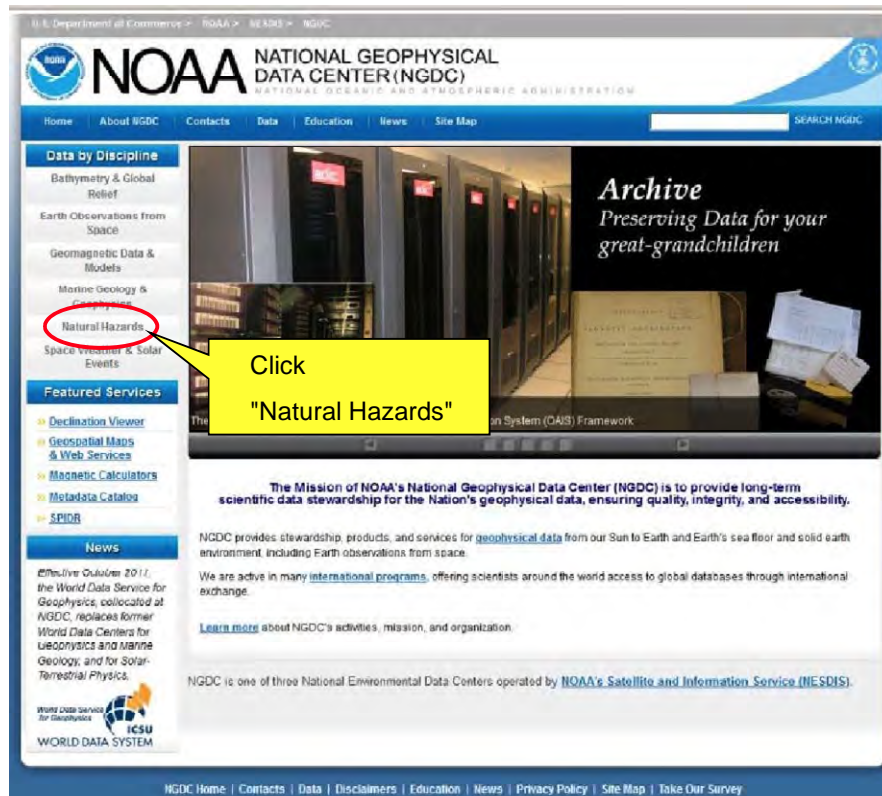 U.S. Department of Commerce > NOAA > NESDIS > NGDC
NOAA
NOAA NATIONAL GEOPHYSICAL
DATA CENTER (NGDC)
NATIONAL OCEANIC AND ATMOSPHERIC ADMINISTRATION
Home | About NGDC | Contacts | Data | Education | News | Site Map
SEARCH NGDC
Data by Discipline
Bathymetry & Global
Relief
Earth Observations from
Space
Geomagnetic Data &
Models
Marine Geology &
Geophysics
Natural Hazards
Space Weather & Solar
Events
Click
"Natural Hazards"
adic
adic
Archive
Preserving Data for your
great-grandchildren
The
on System (OAIS) Framework
Featured Services
Declination Viewer
Geospatial Maps
& Web Services
Magnetic Calculators
Metadata Catalog
SPIDR
News
Effective October 2011,
the World Data Service for
Geophysics, collocated at
NGDC, replaces former
World Data Centers for
Geophysics and Marine
Geology, and for Solar-
Terrestrial Physics.
World Data Service
for Geophysics
ICSU
WORLD DATA SYSTEM
The Mission of NOAA's National Geophysical Data Center (NGDC) is to provide long-term
scientific data stewardship for the Nation's geophysical data, ensuring quality, integrity, and accessibility.
NGDC provides stewardship, products, and services for geophysical data from our Sun to Earth and Earth's sea floor and solid earth
environment, including Earth observations from space.
We are active in many international programs, offering scientists around the world access to global databases through international
exchange.
Learn more about NGDC's activities, mission, and organization.
NGDC is one of three National Environmental Data Centers operated by NOAA's Satellite and Information Service (NESDIS).
NGDC Home | Contacts | Data | Disclaimers | Education | News | Privacy Policy | Site Map | Take Our Survey